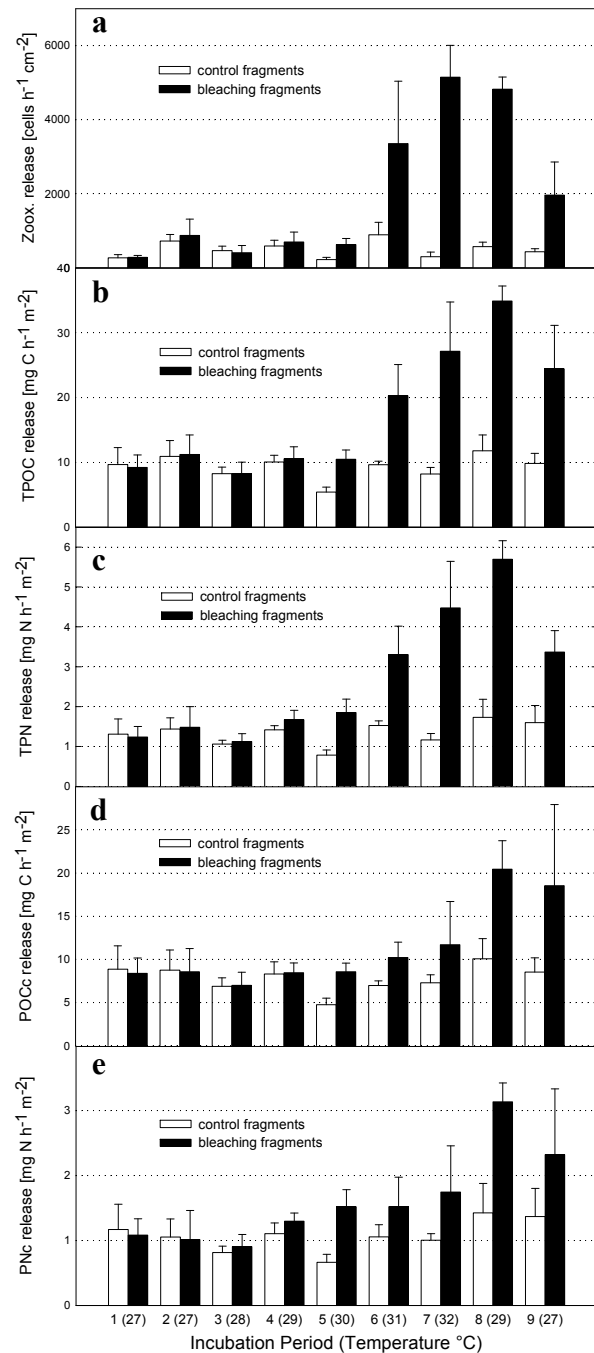 a
Zoox. release [cells h-1 cm-2]
6000
4000
2000
control fragments
bleaching fragments
b
TPOC release [mg C h-1 m-2]
40
30
20
10
0
control fragments
bleaching fragments
c
TPN release [mg N h-1 m-2]
6
5
4
3
2
1
0
control fragments
bleaching fragments
d
POCc release [mg C h-1 m-2]
25
20
15
10
5
0
control fragments
bleaching fragments
e
PNc release [mg N h-1 m-2]
3
2
1
0
control fragments
bleaching fragments
1 (27) 2 (27) 3 (28) 4 (29) 5 (30) 6 (31) 7 (32) 8 (29) 9 (27)
Incubation Period (Temperature °C)